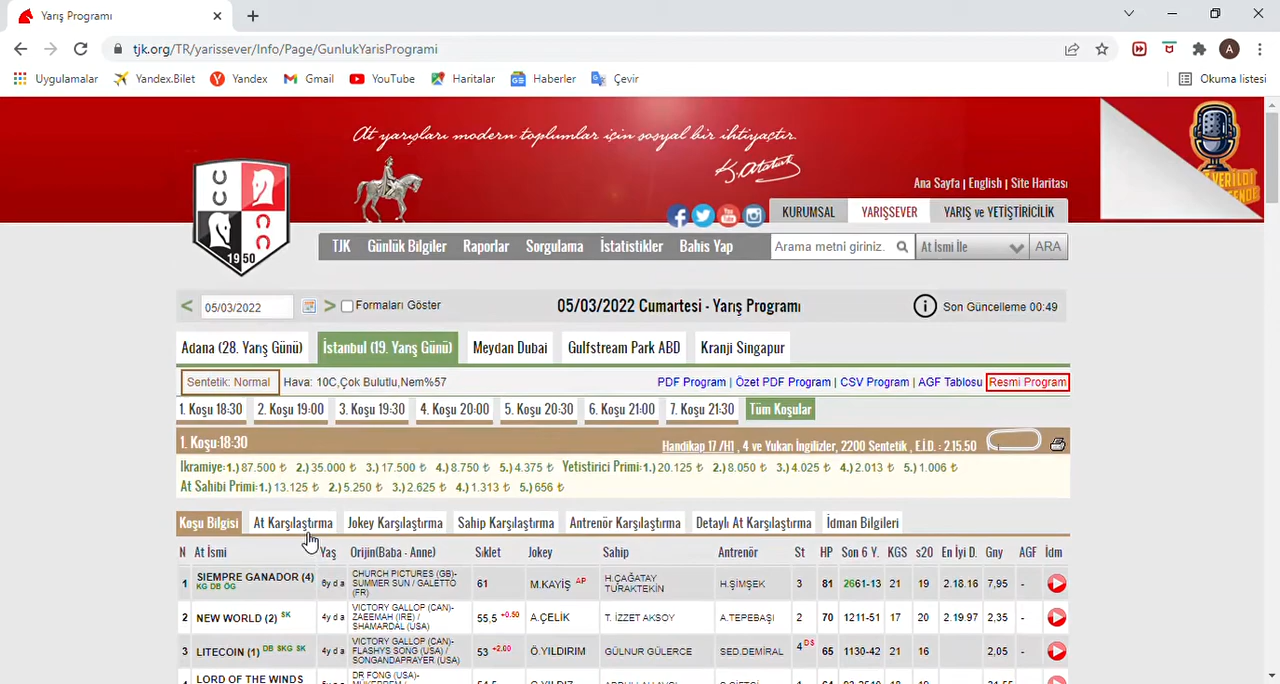 Yarış Programı
tjk.org/TR/yarissever/Info/Page/GunlukYarisProgrami
A
Uygulamalar Yandex.Bilet Yandex Gmail YouTube Haritalar Haberler Çevir Okuma listesi
At yarışları modern toplumlar için sosyal bir ihtiyaçtır.
K. Atatürk
VERİLDİ
Ana Sayfa | English | Site Haritası
1950
KURUMSAL YARIŞSEVER YARIŞ ve YETİŞTİRİCİLİK
TJK Günlük Bilgiler Raporlar Sorgulama İstatistikler Bahis Yap Arama metni giriniz. At İsmi İle ARA
< 05/03/2022 > Formaları Göster 05/03/2022 Cumartesi - Yarış Programı Son Güncelleme 00:49
Adana (28. Yarış Günü) İstanbul (19. Yarış Günü) Meydan Dubai Gulfstream Park ABD Kranji Singapur
Sentetik: Normal Hava: 10C,Çok Bulutlu,Nem%57 PDF Program | Özet PDF Programı | CSV Program | AGF Tablosu Resmi Program
1. Koşu 18:30 2. Koşu 19:00 3. Koşu 19:30 4. Koşu 20:00 5. Koşu 20:30 6. Koşu 21:00 7. Koşu 21:30 Tüm Koşular
1. Koşu:18:30 Handikap 17 /H1 , 4 ve Yukarı İngilizler, 2200 Sentetik , E.İ.D. : 2.15.50
İkramiye:1.) 87.500 ₺ 2.) 35.000 ₺ 3.) 17.500 ₺ 4.) 8.750 ₺ 5.) 4.375 ₺ Yetistirici Primi:1.) 20.125 ₺ 2.) 8.050 ₺ 3.) 4.025 ₺ 4.) 2.013 ₺ 5.) 1.006 ₺
At Sahibi Primi:1.) 13.125 ₺ 2.) 5.250 ₺ 3.) 2.625 ₺ 4.) 1.313 ₺ 5.) 656 ₺
Koşu Bilgisi At Karşılaştırma Jokey Karşılaştırma Sahip Karşılaştırma Antrenör Karşılaştırma Detaylı At Karşılaştırma İdman Bilgileri
N At İsmi Yaş Orijin(Baba - Anne) Sıklet Jokey Sahip Antrenör St HP Son 6 Y. KGS s20 En İyi D. Gny AGF İdm
1 SIEMPRE GANADOR (4) KG DB ÖG 6y d a CHURCH PICTURES (GB)- SUMMER SUN / GALETTO (FR) 61 M.KAYIŞ AP H.ÇAĞATAY TURAKTEKİN H.ŞİMŞEK 3 81 2661-13 21 19 2.18.16 7,95 -
2 NEW WORLD (2) SK 4y d a VICTORY GALLOP (CAN)- ZAEEMAH (IRE) / SHAMARDAL (USA) 55,5 +0.50 A.ÇELİK T. İZZET AKSOY A.TEPEBAŞI 2 70 1211-51 17 20 2.19.97 2,35 -
3 LITECOIN (1) DB SKG SK 4y d a VICTORY GALLOP (CAN)- FLASHYS SONG (USA) / SONGANDAPRAYER (USA) 53 +2.00 Ö.YILDIRIM GÜLNUR GÜLERCE SED.DEMİRAL 4 DS 65 1130-42 21 16 2,05 -
LORD OF THE WINDS DR FONG (USA)-